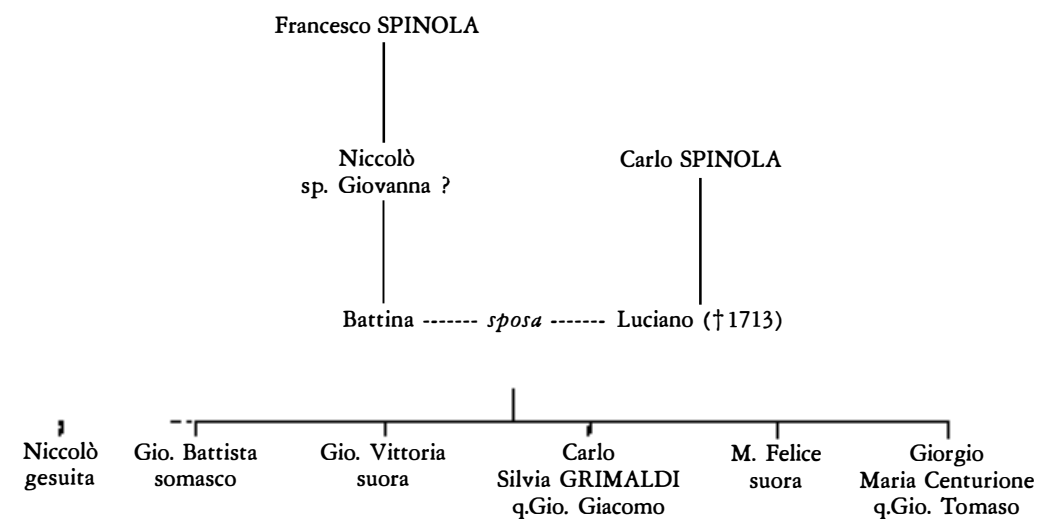 Francesco SPINOLA
Niccolò
sp. Giovanna ?
Carlo SPINOLA
Battina ------- sposa ------- Luciano (†1713)
Niccolò
gesuita
Gio. Battista
somasco
Gio. Vittoria
suora
Carlo
Silvia GRIMALDI
q.Gio. Giacomo
M. Felice
suora
Giorgio
Maria Centurione
q.Gio. Tomaso